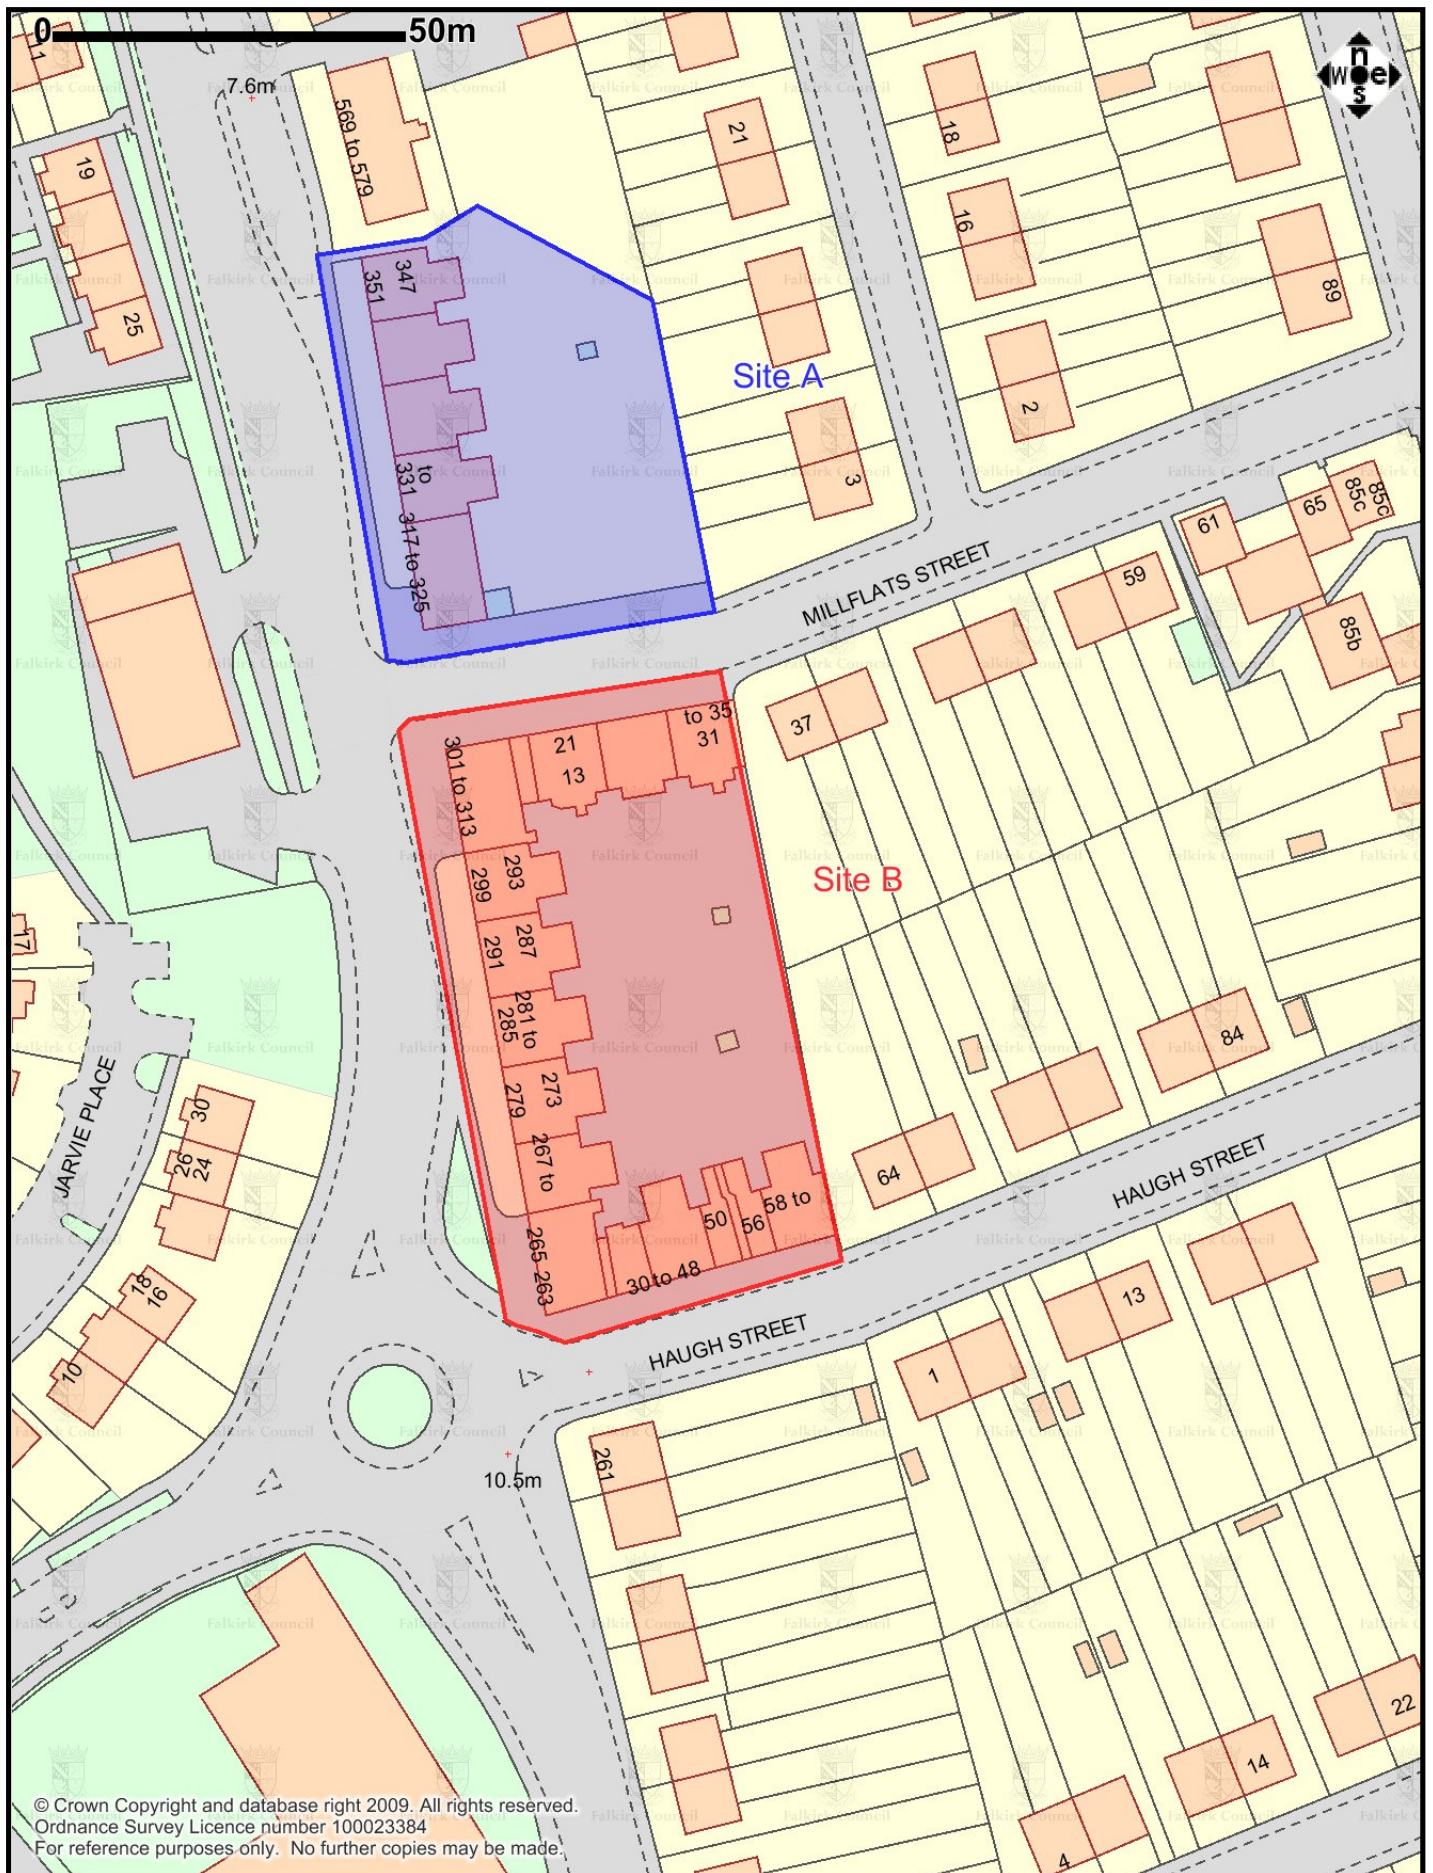 0
50m
n
w e
s
11
7.6m
569 to 579
21
18
19
16
347
351
25
89
Site A
2
to
331
3
317 to 325
MILLFLATS STREET
61
65
85c
85c
59
85b
37
to 35
31
21
13
301 to 313
293
299
Site B
287
291
17
281 to
285
84
273
279
JARVIE PLACE
30
26
24
267 to
64
HAUGH STREET
58 to
50
56
265
263
30 to 48
18
16
13
HAUGH STREET
10
1
261
10.5m
22
14
4
© Crown Copyright and database right 2009. All rights reserved.
Ordnance Survey Licence number 100023384
For reference purposes only. No further copies may be made.
Falkirk Council